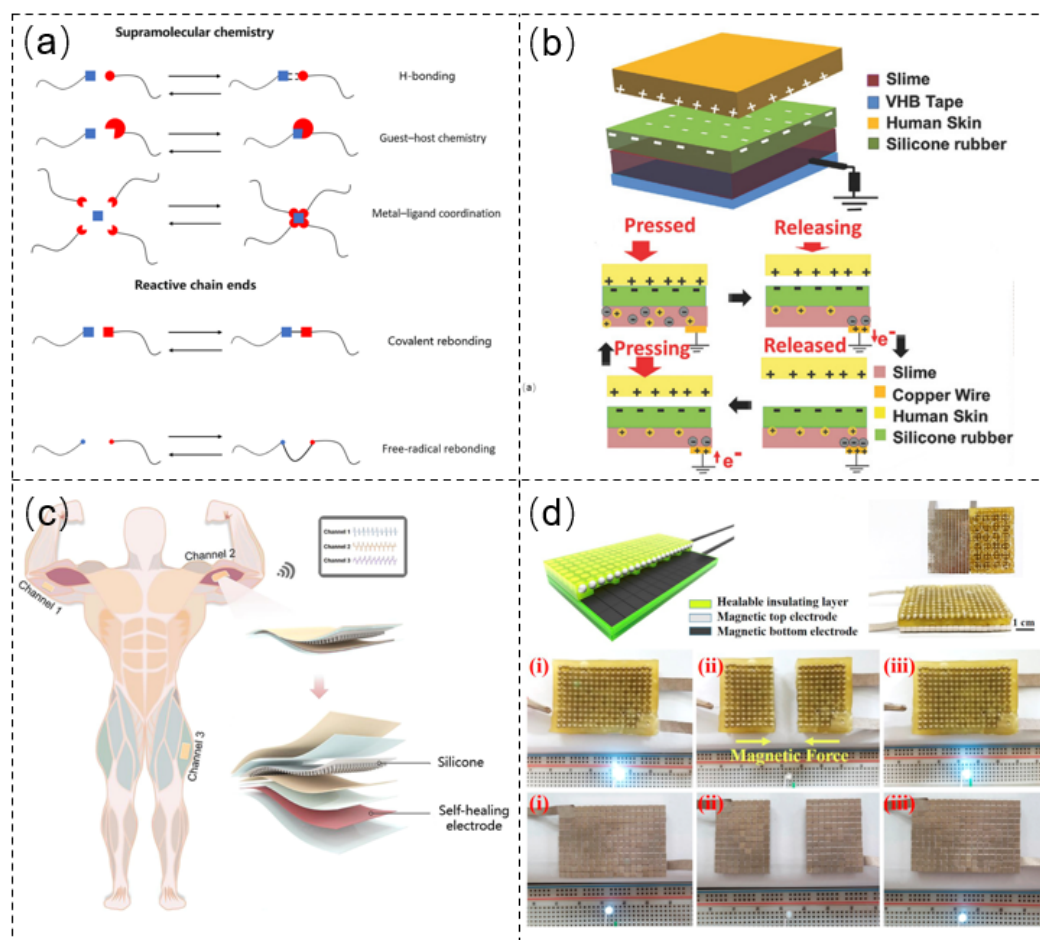 (a)
Supramolecular chemistry
H-bonding
Guest–host chemistry
Metal–ligand coordination
Reactive chain ends
Covalent rebonding
Free-radical rebonding
(b)
Slime
VHB Tape
Human Skin
Silicone rubber
Pressed
Releasing
e-
Pressing
Released
e-
(a)
Slime
Copper Wire
Human Skin
Silicone rubber
(c)
Channel 1
Channel 2
Channel 3
Channel 1
Channel 2
Channel 3
Silicone
Self-healing
electrode
(d)
Healable insulating layer
Magnetic top electrode
Magnetic bottom electrode
1 cm
(i)
(ii)
(iii)
Magnetic Force
(i)
(ii)
(iii)